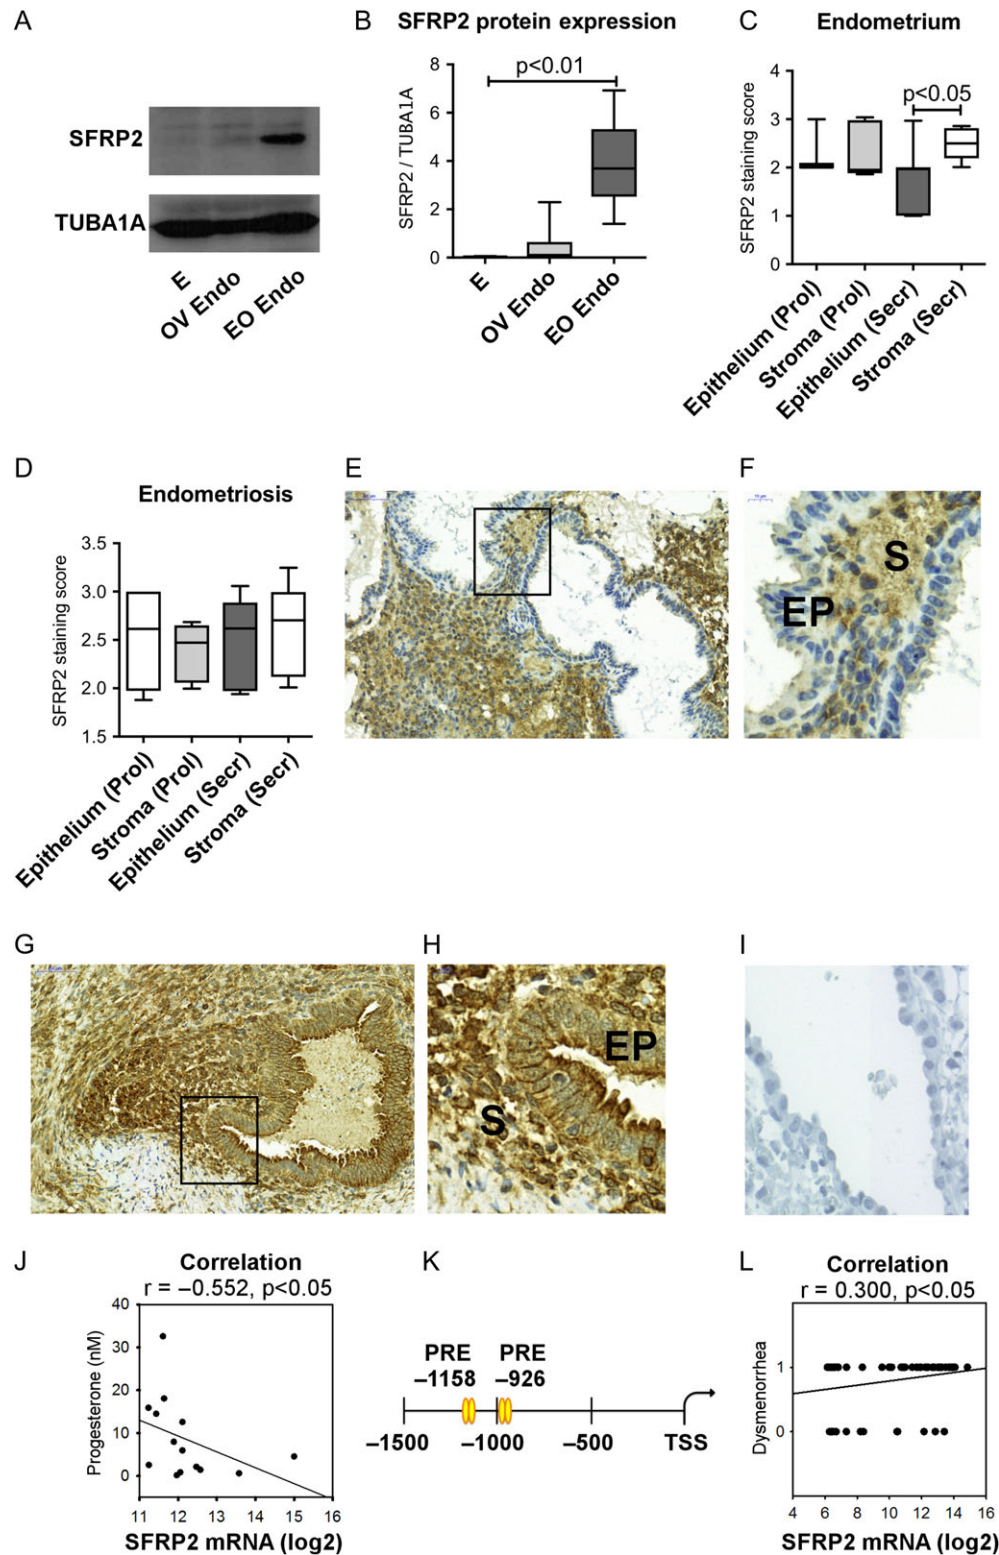 A
SFRP2
TUBA1A
E
OV Endo
EO Endo
B
SFRP2 protein expression
SFRP2 / TUBA1A
8
6
4
2
0
p<0.01
E
OV Endo
EO Endo
C
Endometrium
SFRP2 staining score
4
3
2
1
0
p<0.05
Epithelium (Prol)
Stroma (Prol)
Epithelium (Secr)
Stroma (Secr)
D
Endometriosis
SFRP2 staining score
3.5
3.0
2.5
2.0
1.5
Epithelium (Prol)
Stroma (Prol)
Epithelium (Secr)
Stroma (Secr)
E
F
S
EP
G
H
EP
S
I
J
Correlation
r = –0.552, p<0.05
Progesterone (nM)
40
30
20
10
0
11 12 13 14 15 16
SFRP2 mRNA (log2)
K
PRE PRE
–1158 –926
–1500 –1000 –500 TSS
L
Correlation
r = 0.300, p<0.05
Dysmenorrhea
1
0
4 6 8 10 12 14 16
SFRP2 mRNA (log2)